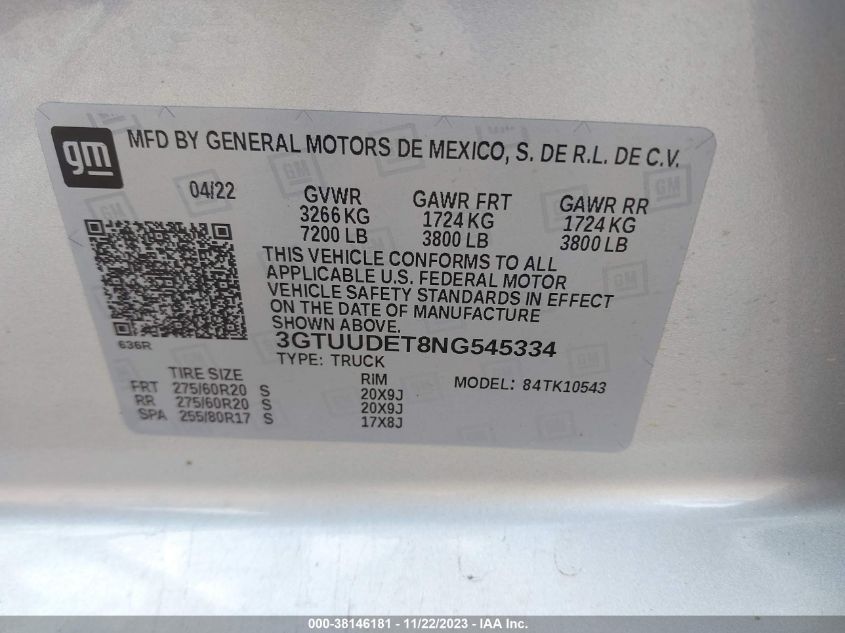 gm
MFD BY GENERAL MOTORS DE MEXICO, S. DE R.L. DE C.V.
04/22 GVWR GAWR FRT GAWR RR
3266 KG 1724 KG 1724 KG
7200 LB 3800 LB 3800 LB
THIS VEHICLE CONFORMS TO ALL
APPLICABLE U.S. FEDERAL MOTOR
VEHICLE SAFETY STANDARDS IN EFFECT
ON THE DATE OF MANUFACTURE
SHOWN ABOVE.
636R
3GTUUDET8NG545334
TYPE: TRUCK
TIRE SIZE RIM MODEL: 84TK10543
FRT 275/60R20 S 20X9J
RR 275/60R20 S 20X9J
SPA 255/80R17 S 17X8J
000-38146181 - 11/22/2023 - IAA Inc.